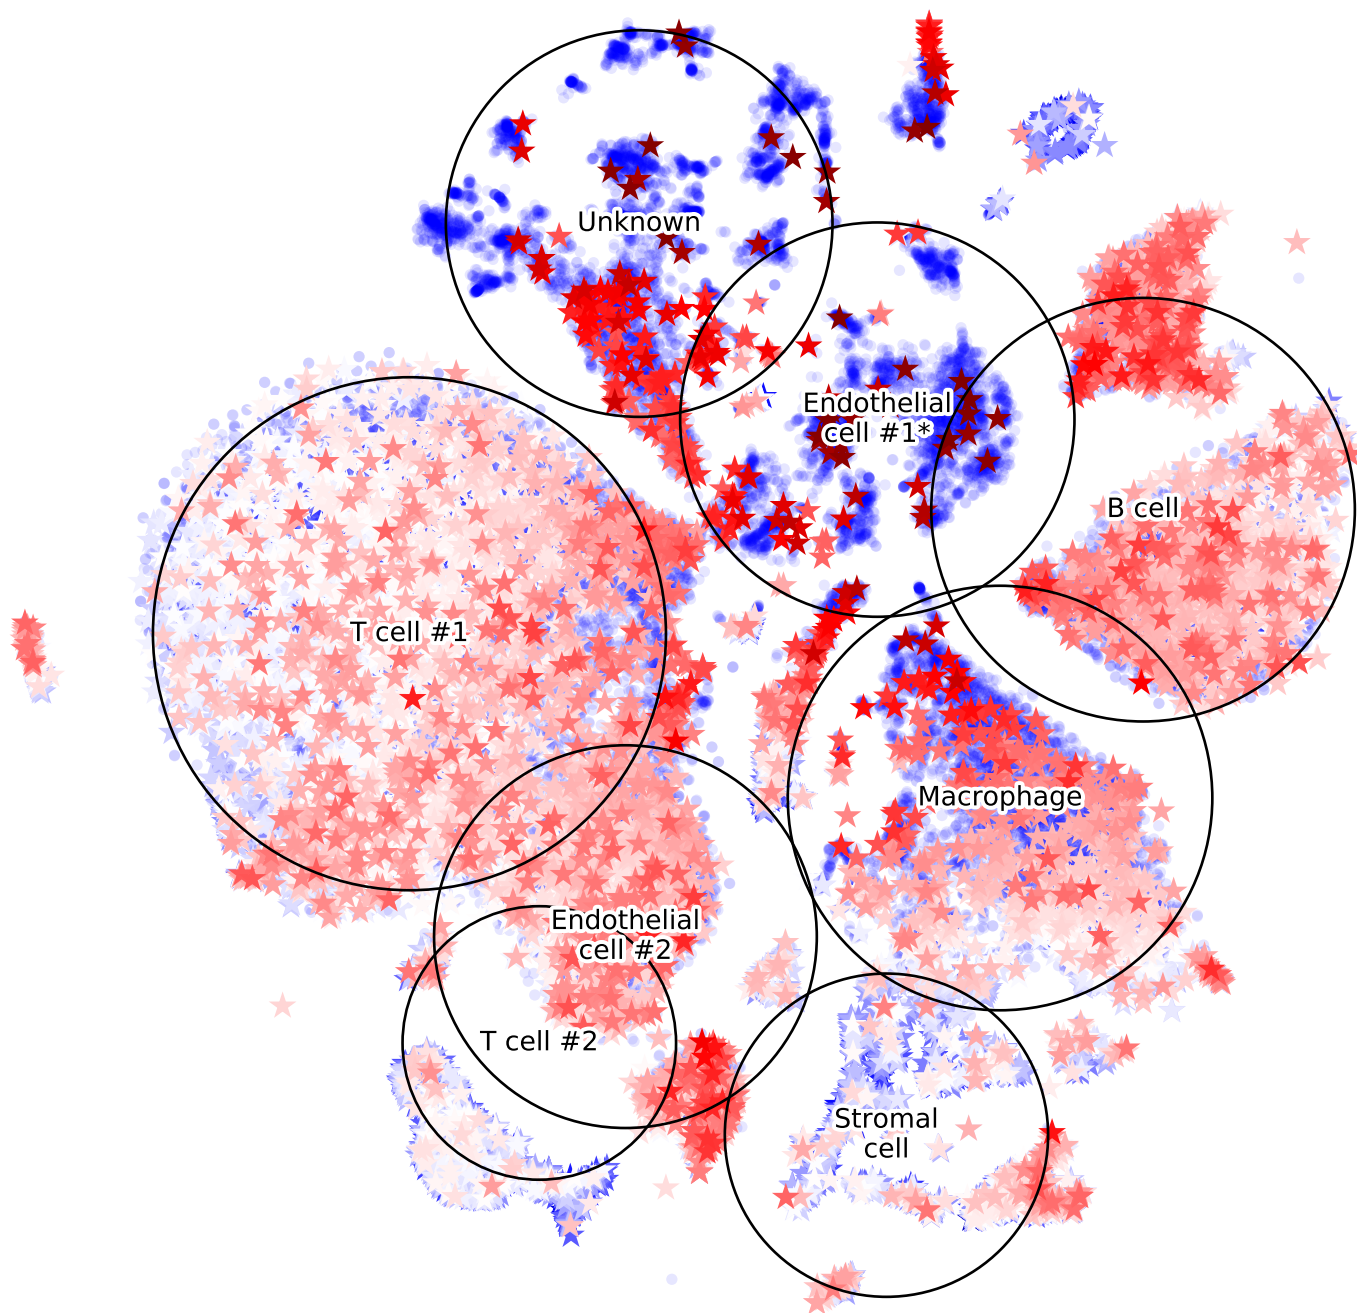 Unknown
Endothelial
cell #1*
B cell
T cell #1
Macrophage
Endothelial
cell #2
T cell #2
Stromal
cell